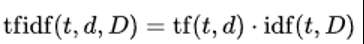 tfidf(t, d, D) = tf(t, d) · idf(t, D)